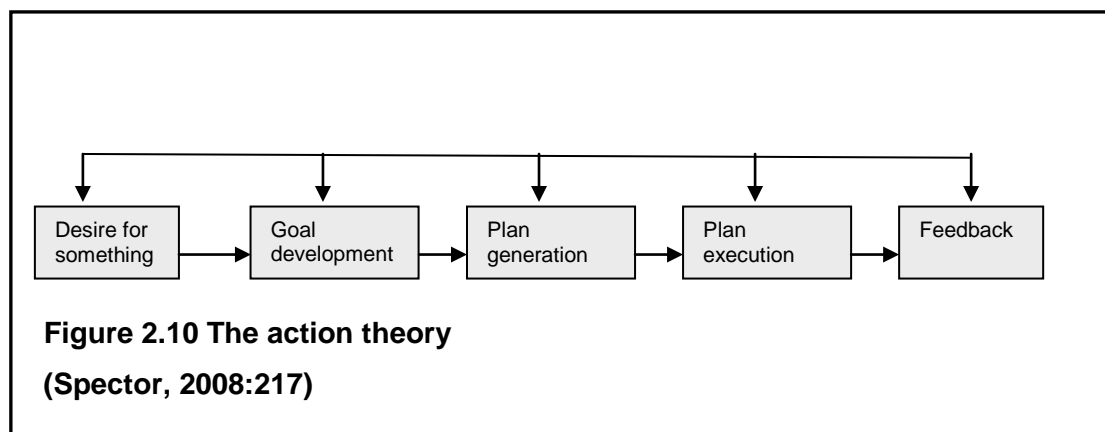 Desire for
something
Goal
development
Plan
generation
Plan
execution
Feedback
Figure 2.10 The action theory
(Spector, 2008:217)